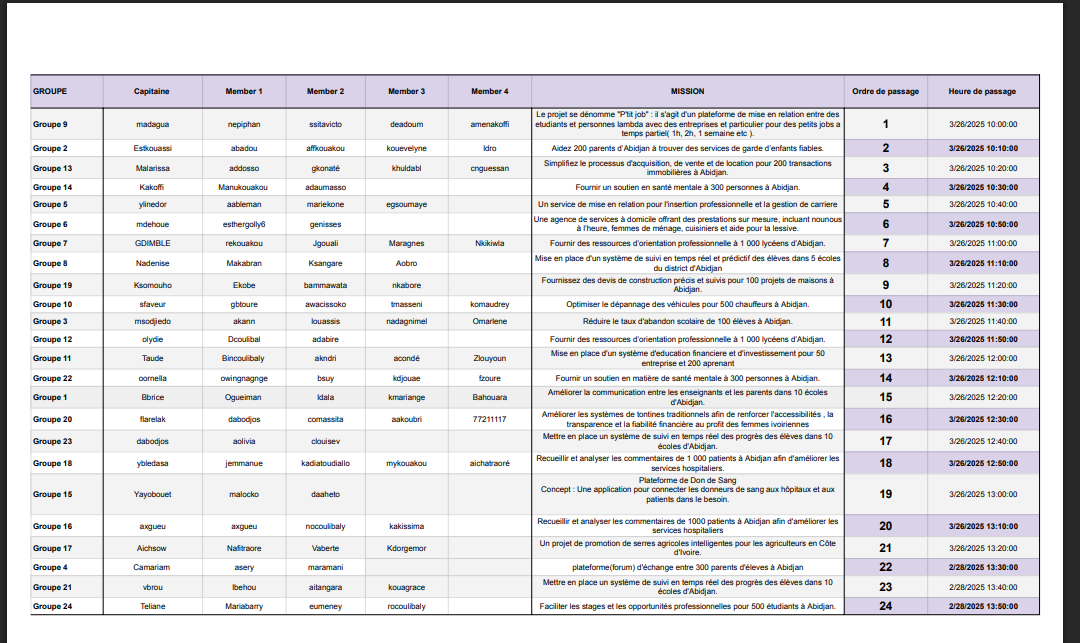 GROUPE Capitaine Member 1 Member 2 Member 3 Member 4 MISSION Ordre de passage Heure de passage
Groupe 9 madagua nepiphan ssitavicto deadoum amenakoffi Le projet se dénomme "P'tit job" : il s'agit d'un plateforme de mise en relation entre des
etudiants et personnes lambda avec des entreprises et particulier pour des petits jobs a
temps partiel( 1h, 2h, 1 semaine etc ). 1 3/26/2025 10:00:00
Groupe 2 Estkouassi abadou affkouakou kouevelyne ldro Aidez 200 parents d'Abidjan à trouver des services de garde d'enfants fiables. 2 3/26/2025 10:10:00
Groupe 13 Malarissa addosso gkonaté khuldabl cnguessan Simplifiez le processus d'acquisition, de vente et de location pour 200 transactions
immobilières à Abidjan. 3 3/26/2025 10:20:00
Groupe 14 Kakoffi Manukouakou adaumasso Fournir un soutien en santé mentale à 300 personnes à Abidjan. 4 3/26/2025 10:30:00
Groupe 5 ylinedor aableman mariekone egsoumaye Un service de mise en relation pour l'insertion professionnelle et la gestion de carriere 5 3/26/2025 10:40:00
Groupe 6 mdehoue esthergolly6 genisses Une agence de services à domicile offrant des prestations sur mesure, incluant nounous
à l'heure, femmes de ménage, cuisiniers et aide pour la lessive. 6 3/26/2025 10:50:00
Groupe 7 GDIMBLE rekouakou Jgouali Maragnes Nkikiwla Fournir des ressources d'orientation professionnelle à 1 000 lycéens d'Abidjan. 7 3/26/2025 11:00:00
Groupe 8 Nadenise Makabran Ksangare Aobro Mise en place d'un système de suivi en temps réel et prédictif des élèves dans 5 écoles
du district d'Abidjan 8 3/26/2025 11:10:00
Groupe 19 Ksomouho Ekobe bammawata nkabore Fournissez des devis de construction précis et suivis pour 100 projets de maisons à
Abidjan. 9 3/26/2025 11:20:00
Groupe 10 sfaveur gbtoure awacissoko tmasseni komaudrey Optimiser le dépannage des véhicules pour 500 chauffeurs à Abidjan. 10 3/26/2025 11:30:00
Groupe 3 msodjiedo akann louassis nadagnimel Omarlene Réduire le taux d'abandon scolaire de 100 élèves à Abidjan. 11 3/26/2025 11:40:00
Groupe 12 olydie Dcoulibal adabire Fournir des ressources d'orientation professionnelle à 1 000 lycéens d'Abidjan. 12 3/26/2025 11:50:00
Groupe 11 Taude Bincoulibaly akndri acondé Zlouyoun Mise en place d'un système d'education financiere et d'investissement pour 50
entreprise et 200 aprenant 13 3/26/2025 12:00:00
Groupe 22 oornella owingnagnge bsuy kdjouae fzoure Fournir un soutien en matière de santé mentale à 300 personnes à Abidjan. 14 3/26/2025 12:10:00
Groupe 1 Bbrice Ogueiman Idala kmariange Bahouara Améliorer la communication entre les enseignants et les parents dans 10 écoles
d'Abidjan. 15 3/26/2025 12:20:00
Groupe 20 flarelak dabodjos comassita aakoubri 77211117 Améliorer les systèmes de tontines traditionnels afin de renforcer l'accessibilités , la
transparence et la fiabilité financière au profit des femmes ivoiriennes 16 3/26/2025 12:30:00
Groupe 23 dabodjos aolivia clouisev Mettre en place un système de suivi en temps réel des progrès des élèves dans 10
écoles d'Abidjan. 17 3/26/2025 12:40:00
Groupe 18 ybledasa jemmanue kadiatoudiallo mykouakou aichatraoré Recueillir et analyser les commentaires de 1 000 patients à Abidjan afin d'améliorer les
services hospitaliers. 18 3/26/2025 12:50:00
Groupe 15 Yayobouet malocko daaheto Plateforme de Don de Sang
Concept : Une application pour connecter les donneurs de sang aux hôpitaux et aux
patients dans le besoin. 19 3/26/2025 13:00:00
Groupe 16 axgueu axgueu nocoulibaly kakissima Recueillir et analyser les commentaires de 1000 patients à Abidjan afin d'améliorer les
services hospitaliers 20 3/26/2025 13:10:00
Groupe 17 Aichsow Nafitraore Vaberte Kdorgemor Un projet de promotion de serres agricoles intelligentes pour les agriculteurs en Côte
d'Ivoire. 21 3/26/2025 13:20:00
Groupe 4 Camariam asery maramani plateforme(forum) d'échange entre 300 parents d'éleves à Abidjan 22 2/28/2025 13:30:00
Groupe 21 vbrou lbehou aitangara kouagrace Mettre en place un système de suivi en temps réel des progrès des élèves dans 10
écoles d'Abidjan. 23 2/28/2025 13:40:00
Groupe 24 Teliane Mariabarry eumeney rocoulibaly Faciliter les stages et les opportunités professionnelles pour 500 étudiants à Abidjan. 24 2/28/2025 13:50:00